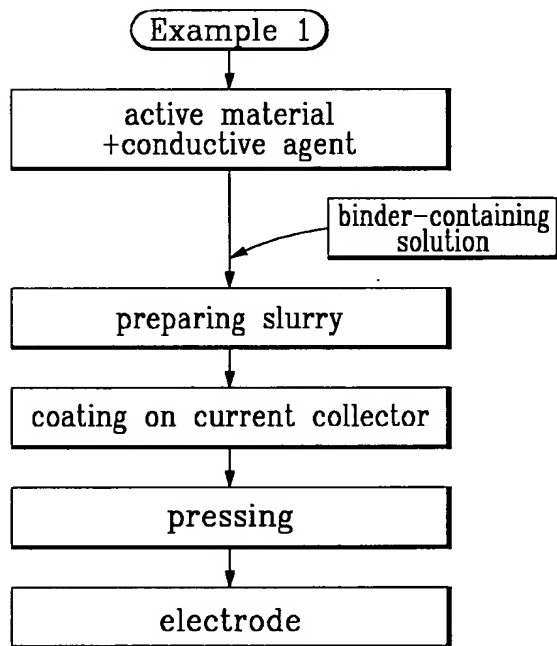 Example 1
active material
+conductive agent
binder-containing
solution
preparing slurry
coating on current collector
pressing
electrode